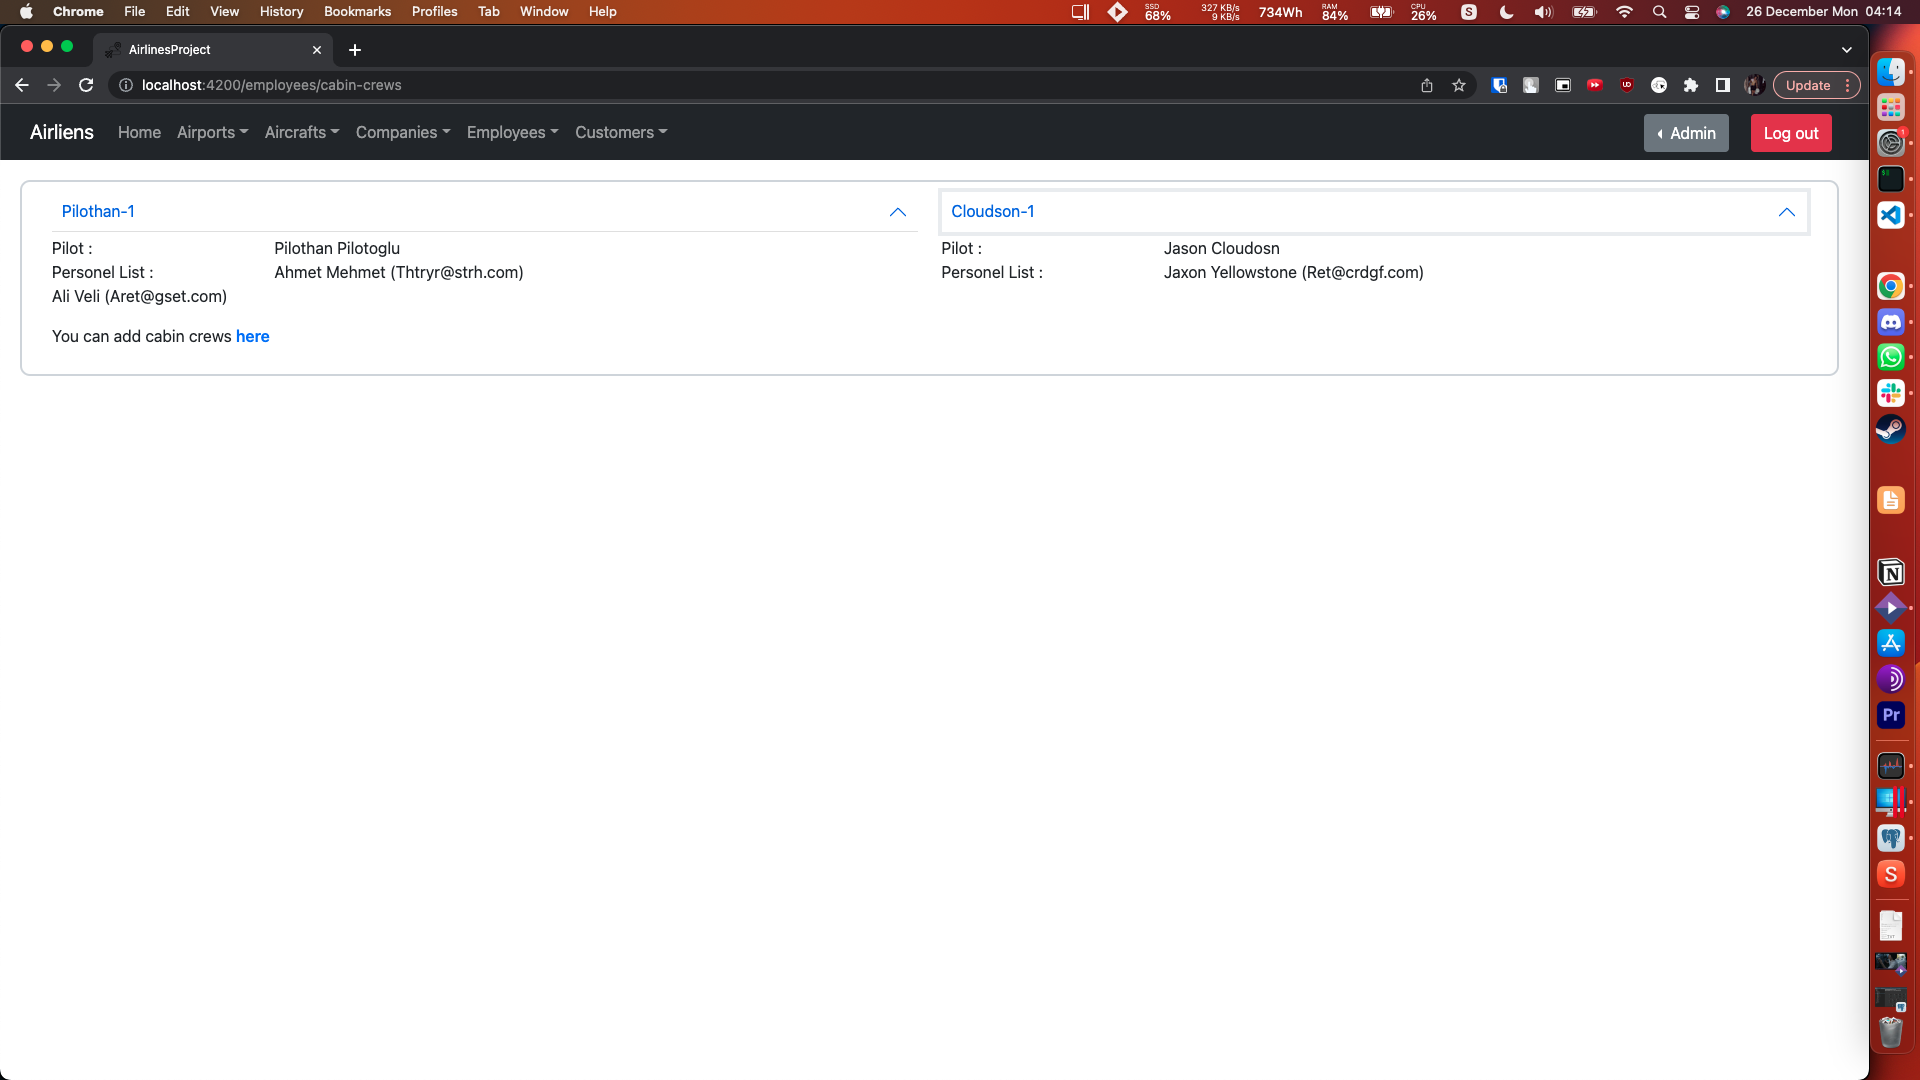 Chrome File Edit View History Bookmarks Profiles Tab Window Help SSD 68% 327 KB/s 9 KB/s 734Wh RAM 84% CPU 26% S 26 December Mon 04:14
AirlinesProject
localhost:4200/employees/cabin-crews Update
Airliens Home Airports Aircrafts Companies Employees Customers Admin Log out
Pilothan-1 Cloudson-1
Pilot : Pilothan Pilotoglu Pilot : Jason Cloudosn
Personel List : Ahmet Mehmet (Thtryr@strh.com) Personel List : Jaxon Yellowstone (Ret@crdgf.com)
Ali Veli (Aret@gset.com)
You can add cabin crews here
N
Pr
S